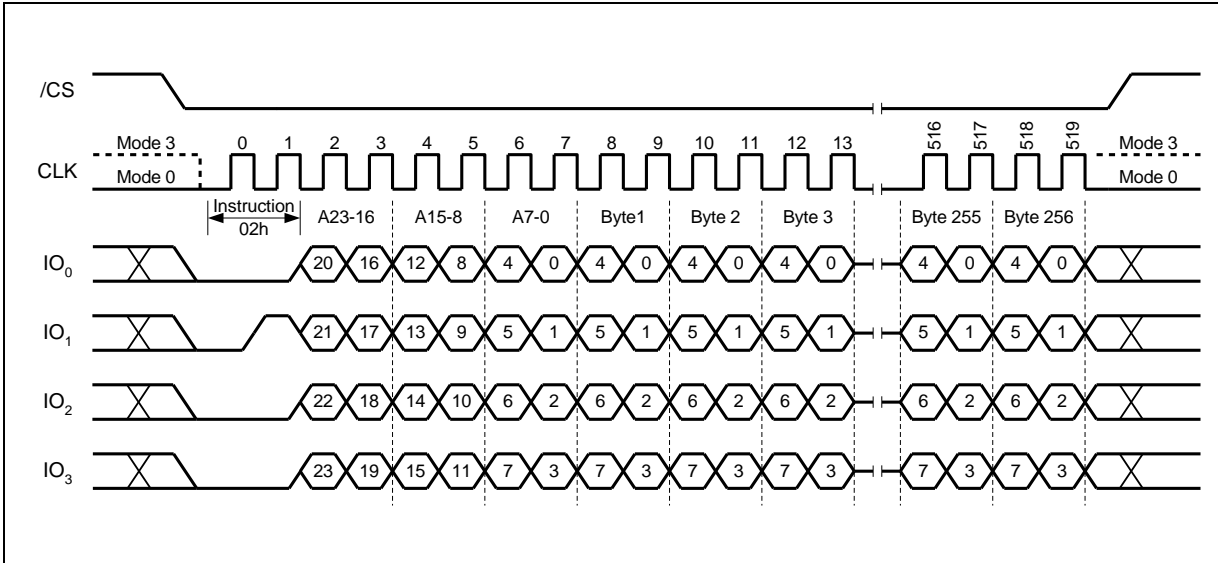 /CS
516 517 518 519
Mode 3 0 1 2 3 4 5 6 7 8 9 10 11 12 13 Mode 3
CLK
Mode 0 Mode 0
Instruction A23-16 A15-8 A7-0 Byte1 Byte 2 Byte 3 Byte 255 Byte 256
02h
IO0 20 16 12 8 4 0 4 0 4 0 4 0 4 0 4 0
IO1 21 17 13 9 5 1 5 1 5 1 5 1 5 1 5 1
IO2 22 18 14 10 6 2 6 2 6 2 6 2 6 2 6 2
IO3 23 19 15 11 7 3 7 3 7 3 7 3 7 3 7 3